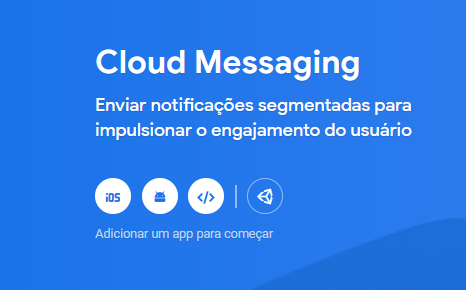 Cloud Messaging
Enviar notificações segmentadas para
impulsionar o engajamento do usuário
iOS
Adicionar um app para começar